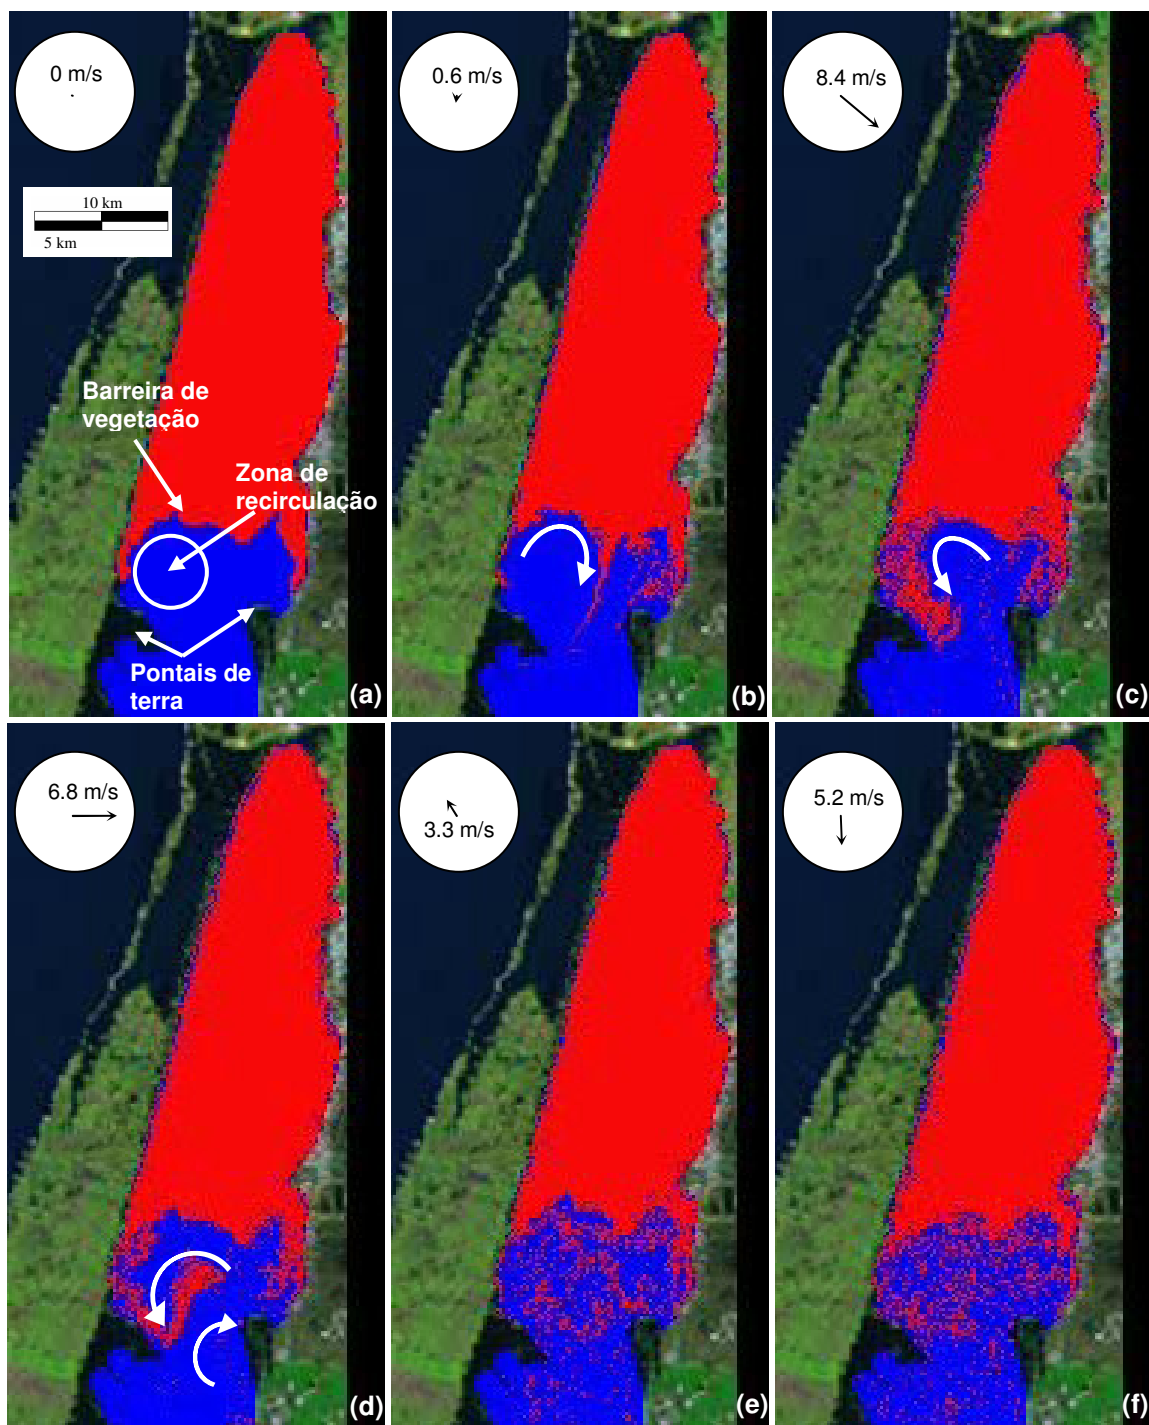 0 m/s
0.6 m/s
8.4 m/s
10 km
5 km
Barreira de
vegetação
Zona de
recirculação
Pontais de
terra
(a)
(b)
(c)
6.8 m/s
3.3 m/s
5.2 m/s
(d)
(e)
(f)